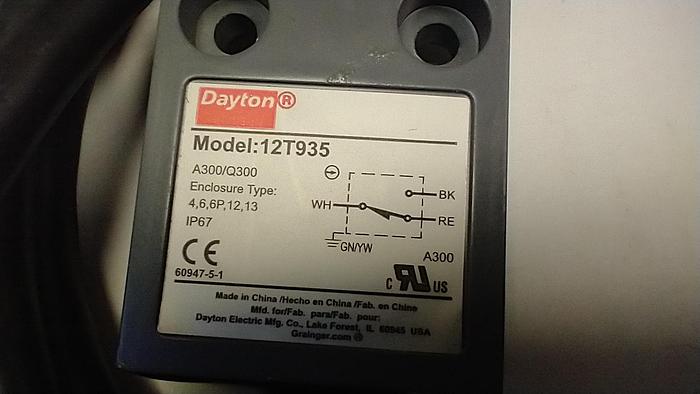 Dayton®
Model:12T935
A300/Q300
Enclosure Type:
4,6,6P,12,13
IP67
BK
WH
RE
GN/YW
CE
60947-5-1
A300
c RU US
Made in China /Hecho en China /Fab. en Chine
Mfd. for/Fab. para/Fab. pour:
Dayton Electric Mfg. Co., Lake Forest, IL 60045 USA
Grainger.com ®